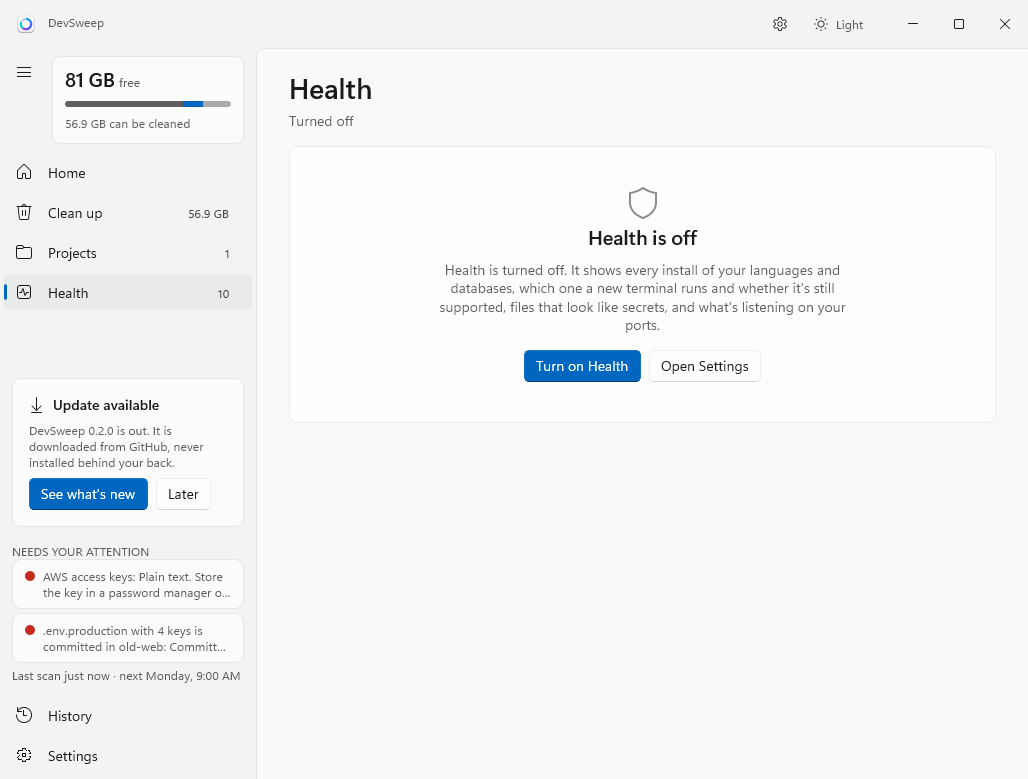 DevSweep
Light
81 GB free
56.9 GB can be cleaned
Home
Clean up 56.9 GB
Projects 1
Health 10
Update available
DevSweep 0.2.0 is out. It is
downloaded from GitHub, never
installed behind your back.
See what's new Later
NEEDS YOUR ATTENTION
AWS access keys: Plain text. Store
the key in a password manager o...
.env.production with 4 keys is
committed in old-web: Committ...
Last scan just now · next Monday, 9:00 AM
History
Settings
Health
Turned off
Health is off
Health is turned off. It shows every install of your languages and
databases, which one a new terminal runs and whether it's still
supported, files that look like secrets, and what's listening on your
ports.
Turn on Health Open Settings